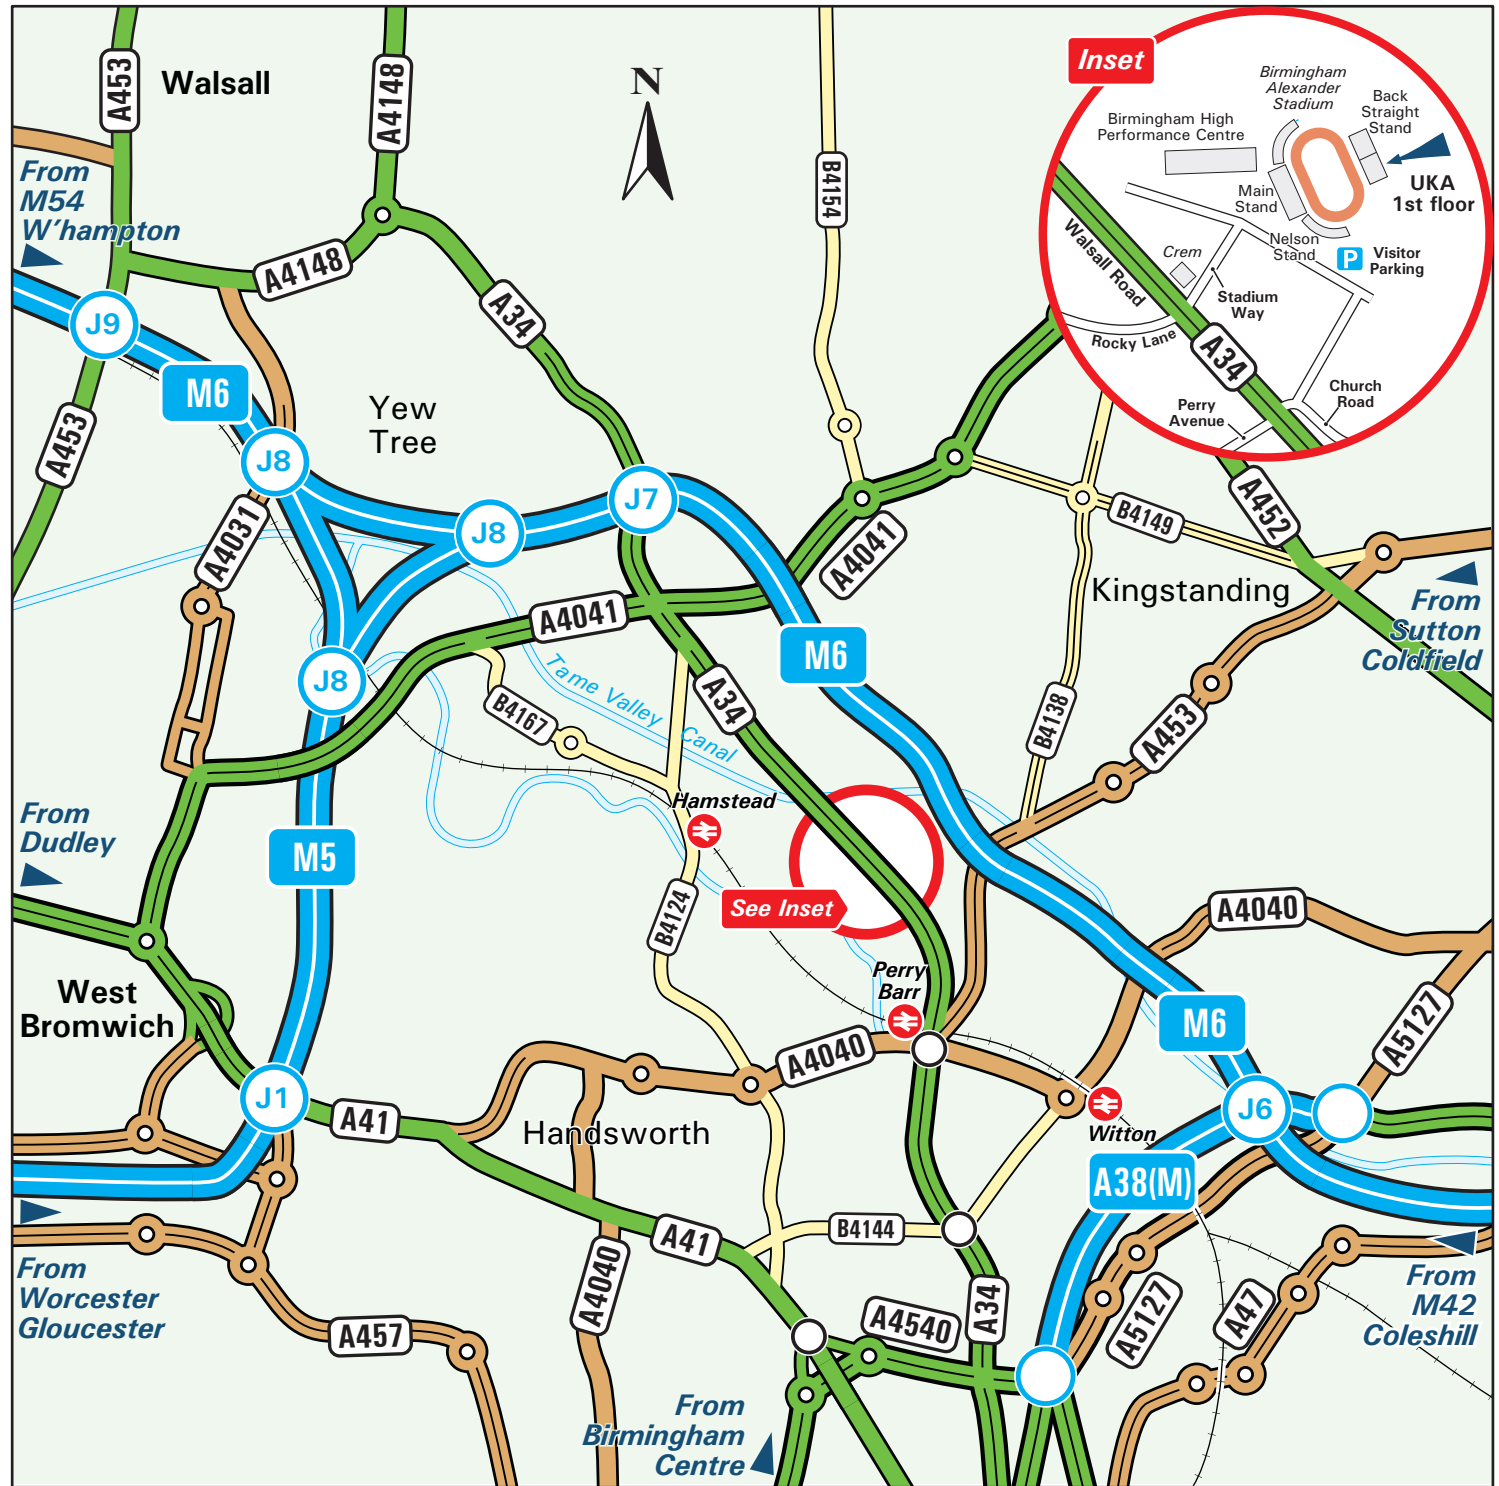 A453
Walsall
A4148
N
B4154
Inset
Birmingham
Alexander
Stadium
Back
Straight
Stand
Birmingham High
Performance Centre
UKA
1st floor
Main
Stand
Nelson
Stand
P
Visitor
Parking
Crem
Stadium
Way
Walsall Road
Rocky Lane
A34
Church
Road
Perry
Avenue
From
M54
W'hampton
A4148
A34
J9
M6
A453
Yew
Tree
J8
J8
J7
A4031
A4041
A4041
B4149
A452
Kingstanding
From
Sutton
Coldfield
J8
M6
Tame Valley Canal
B4167
A34
B4138
A453
Hamstead
From
Dudley
M5
See Inset
B4124
A4040
West
Bromwich
Perry
Barr
M6
A5127
A4040
J1
A41
Handsworth
J6
Witton
A38(M)
A41
B4144
A4040
From
Worcester
Gloucester
A457
A4540
A34
A5127
A47
From
M42
Coleshill
From
Birmingham
Centre